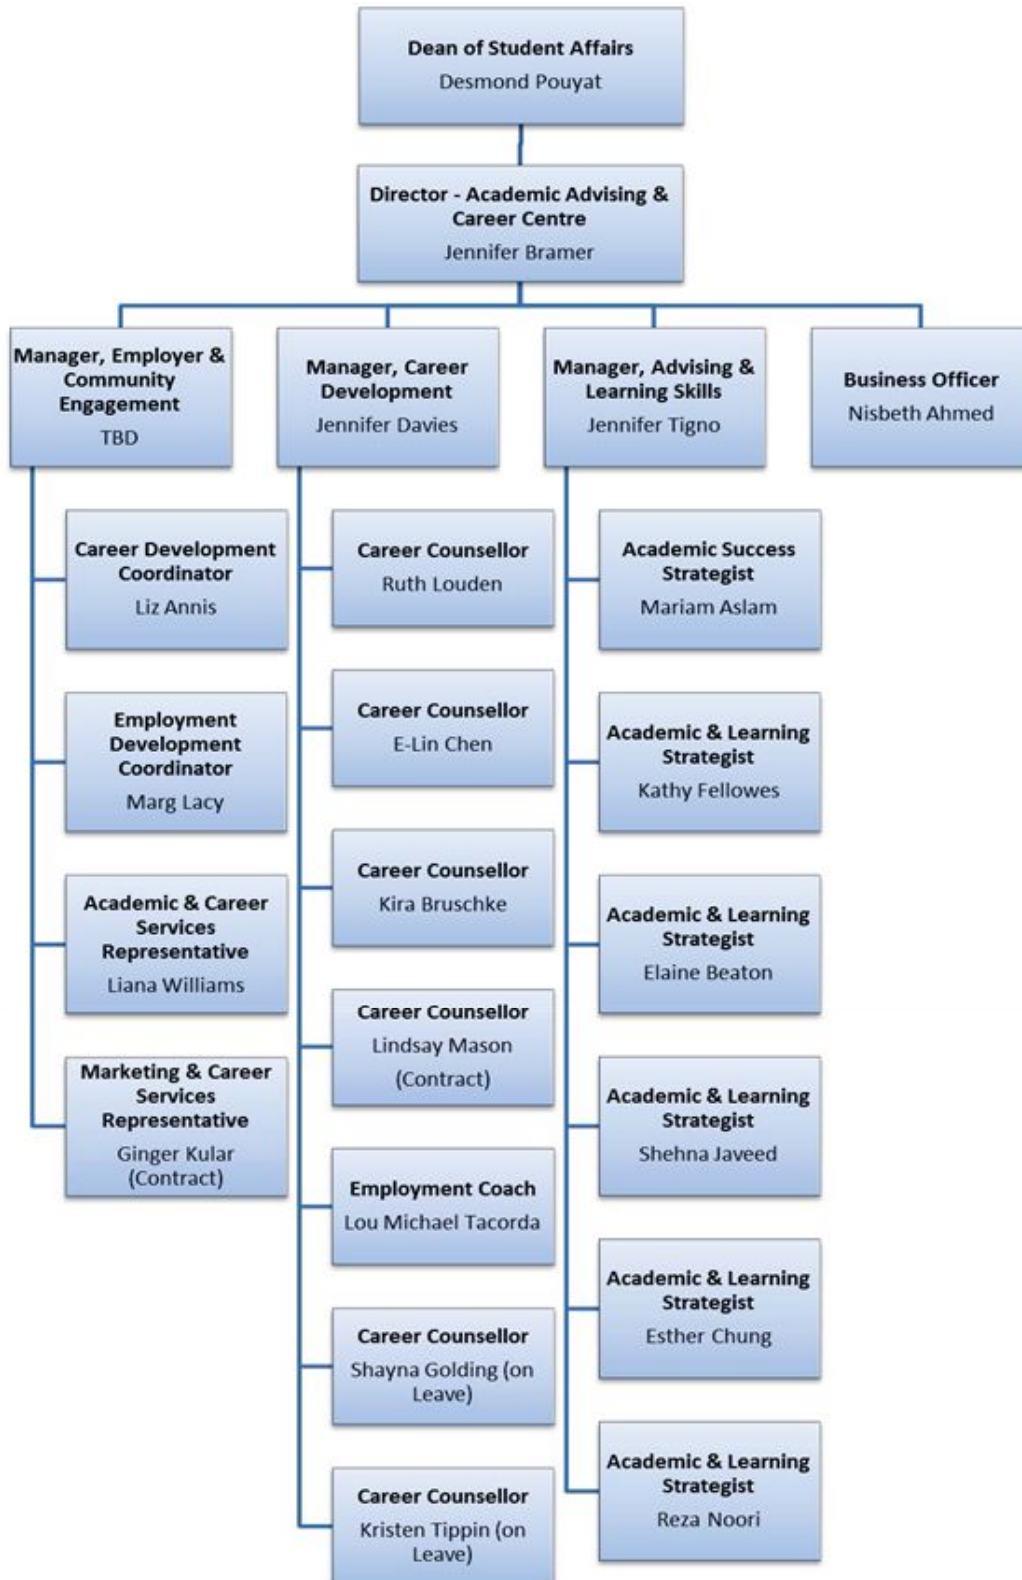 Dean of Student Affairs
Desmond Pouyat
Director - Academic Advising &
Career Centre
Jennifer Bramer
Manager, Employer &
Community
Engagement
TBD
Career Development
Coordinator
Liz Annis
Employment
Development
Coordinator
Marg Lacy
Academic & Career
Services
Representative
Liana Williams
Marketing & Career
Services
Representative
Ginger Kular
(Contract)
Manager, Career
Development
Jennifer Davies
Career Counsellor
Ruth Louden
Career Counsellor
E-Lin Chen
Career Counsellor
Kira Bruschke
Career Counsellor
Lindsay Mason
(Contract)
Employment Coach
Lou Michael Tacorda
Career Counsellor
Shayna Golding (on
Leave)
Career Counsellor
Kristen Tippin (on
Leave)
Manager, Advising &
Learning Skills
Jennifer Tigno
Academic Success
Strategist
Mariam Aslam
Academic & Learning
Strategist
Kathy Fellowes
Academic & Learning
Strategist
Elaine Beaton
Academic & Learning
Strategist
Shehna Javeed
Academic & Learning
Strategist
Esther Chung
Academic & Learning
Strategist
Reza Noori
Business Officer
Nisbeth Ahmed